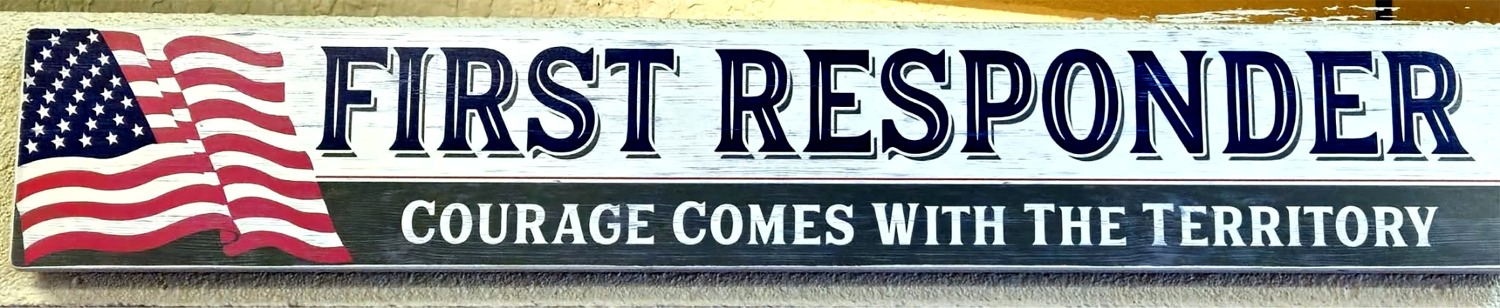 FIRST RESPONDER
COURAGE COMES WITH THE TERRITORY